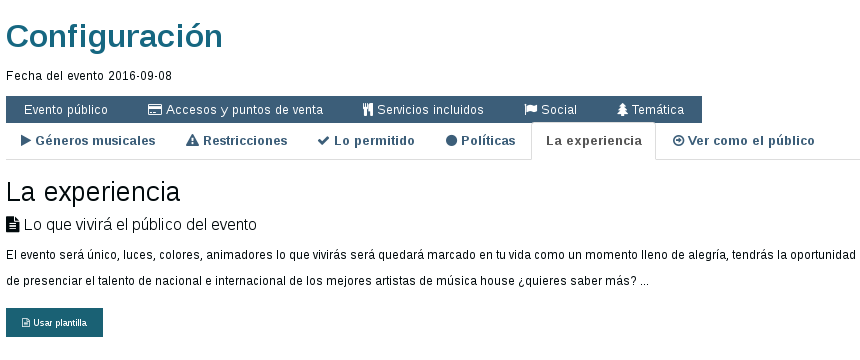 Configuración
Fecha del evento 2016-09-08
Evento público Accesos y puntos de venta Servicios incluidos Social Temática
Géneros musicales Restricciones Lo permitido Políticas La experiencia Ver como el público
La experiencia
Lo que vivirá el público del evento
El evento será único, luces, colores, animadores lo que vivirás será quedará marcado en tu vida como un momento lleno de alegría, tendrás la oportunidad
de presenciar el talento de nacional e internacional de los mejores artistas de música house ¿quieres saber más? ...
Usar plantilla